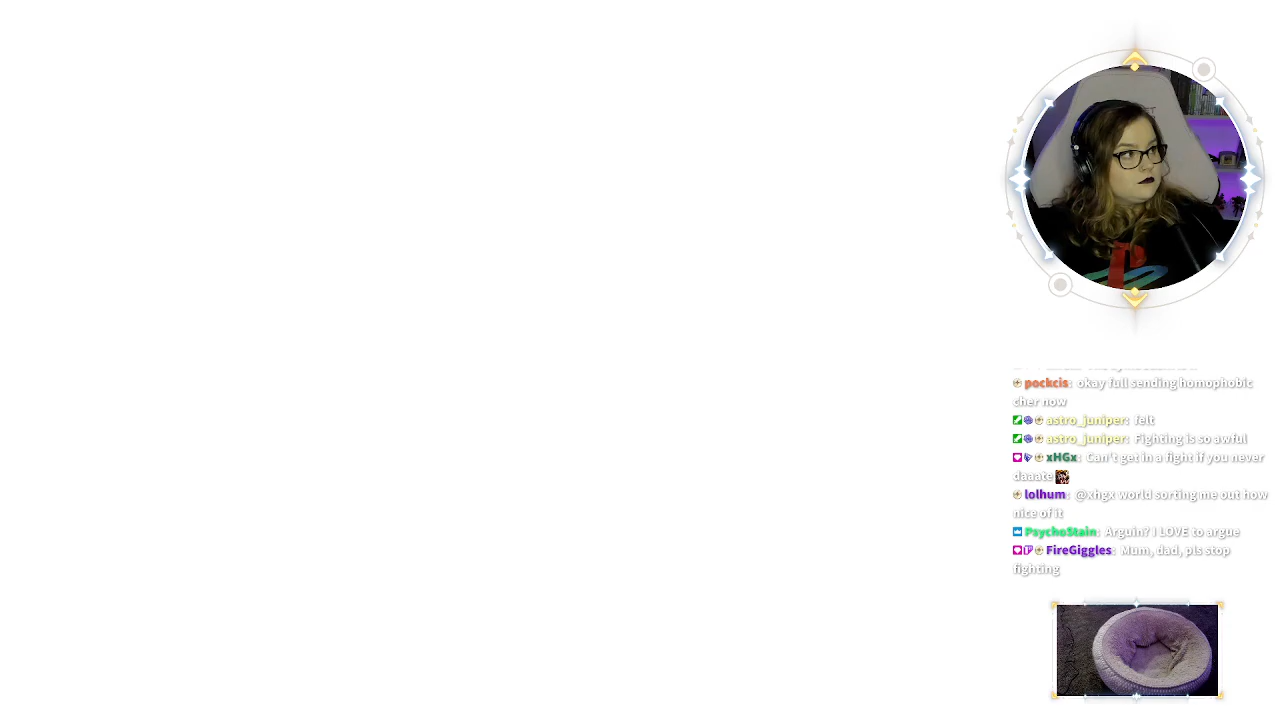 pockcis: okay full sending homophobic
cher now
astro_juniper: felt
astro_juniper: Fighting is so awful
xHGx: Can't get in a fight if you never
daaate
lolhum: @xhgx world sorting me out how
nice of it
PsychoStain: Arguin? I LOVE to argue
FireGiggles: Mum, dad, pls stop
fighting